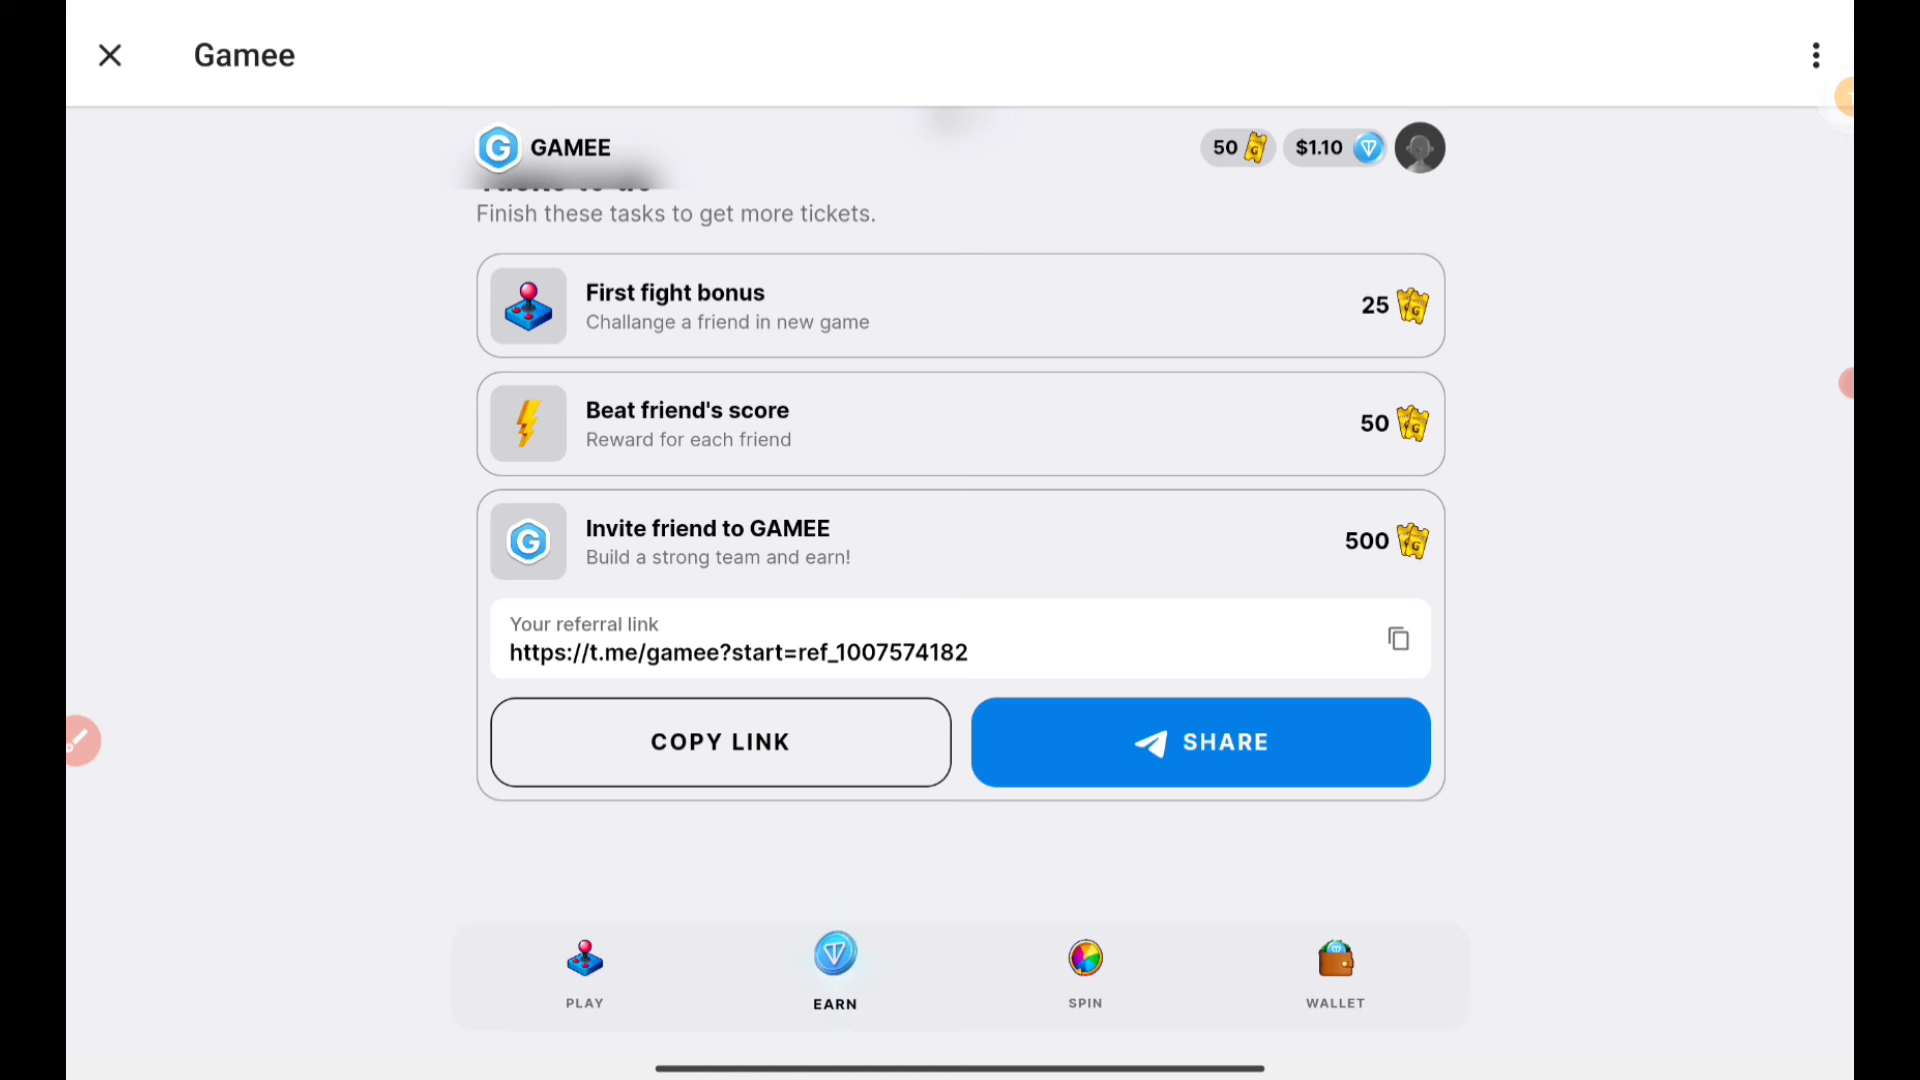 Gamee
GAMEE
50
$1.10
Finish these tasks to get more tickets.
First fight bonus
Challange a friend in new game
25
Beat friend's score
Reward for each friend
50
Invite friend to GAMEE
Build a strong team and earn!
500
Your referral link
https://t.me/gamee?start=ref_1007574182
COPY LINK
SHARE
PLAY
EARN
SPIN
WALLET